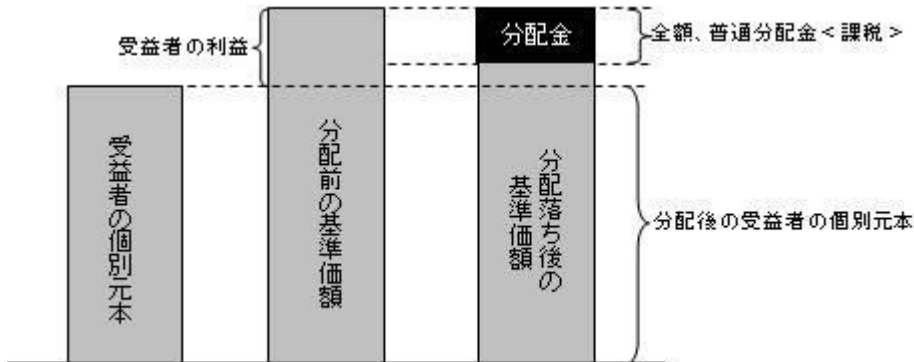 受益者の利益
分配金
全額、普通分配金<課税>
受益者の個別元本
分配前の基準価額
分配落ち後の
基準価額
分配後の受益者の個別元本